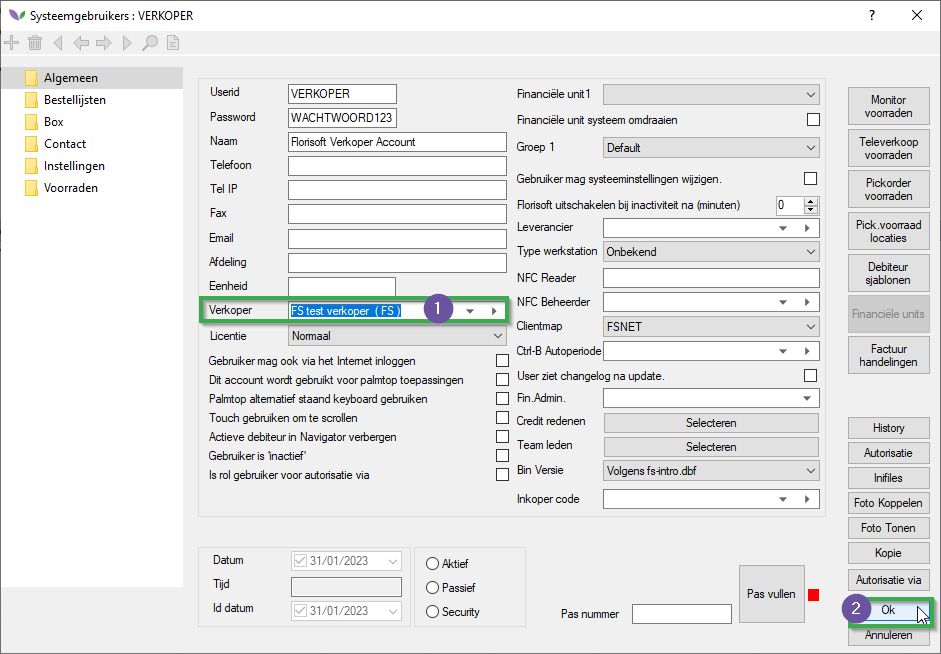 Systeemgebruikers : VERKOPER
?
Algemeen
Bestellijsten
Box
Contact
Instellingen
Voorraden
Userid VERKOPER
Password WACHTWOORD123
Naam Florisoft Verkoper Account
Telefoon
Tel IP
Fax
Email
Afdeling
Eenheid
Verkoper FS test verkoper ( FS ) 1
Licentie Normaal
Gebruiker mag ook via het Internet inloggen
Dit account wordt gebruikt voor palmtop toepassingen
Palmtop alternatief staand keyboard gebruiken
Touch gebruiken om te scrollen
Actieve debiteur in Navigator verbergen
Gebruiker is 'inactief'
Is rol gebruiker voor autorisatie via
Financiële unit1
Financiële unit systeem omdraaien
Groep 1 Default
Gebruiker mag systeeminstellingen wijzigen.
Florisoft uitschakelen bij inactiviteit na (minuten) 0
Leverancier
Type werkstation Onbekend
NFC Reader
NFC Beheerder
Clientmap FSNET
Ctrl-B Autoperiode
User ziet changelog na update.
Fin.Admin.
Credit redenen Selecteren
Team leden Selecteren
Bin Versie Volgens fs-intro.dbf
Inkoper code
Datum 31/01/2023
Tijd
Id datum 31/01/2023
Aktief
Passief
Security
Pas nummer
Pas vullen
Monitor
voorraden
Televerkoop
voorraden
Pickorder
voorraden
Pick.voorraad
locaties
Debiteur
sjablonen
Financiële units
Factuur
handelingen
History
Autorisatie
Inifiles
Foto Koppelen
Foto Tonen
Kopie
Autorisatie via
2 Ok
Annuleren